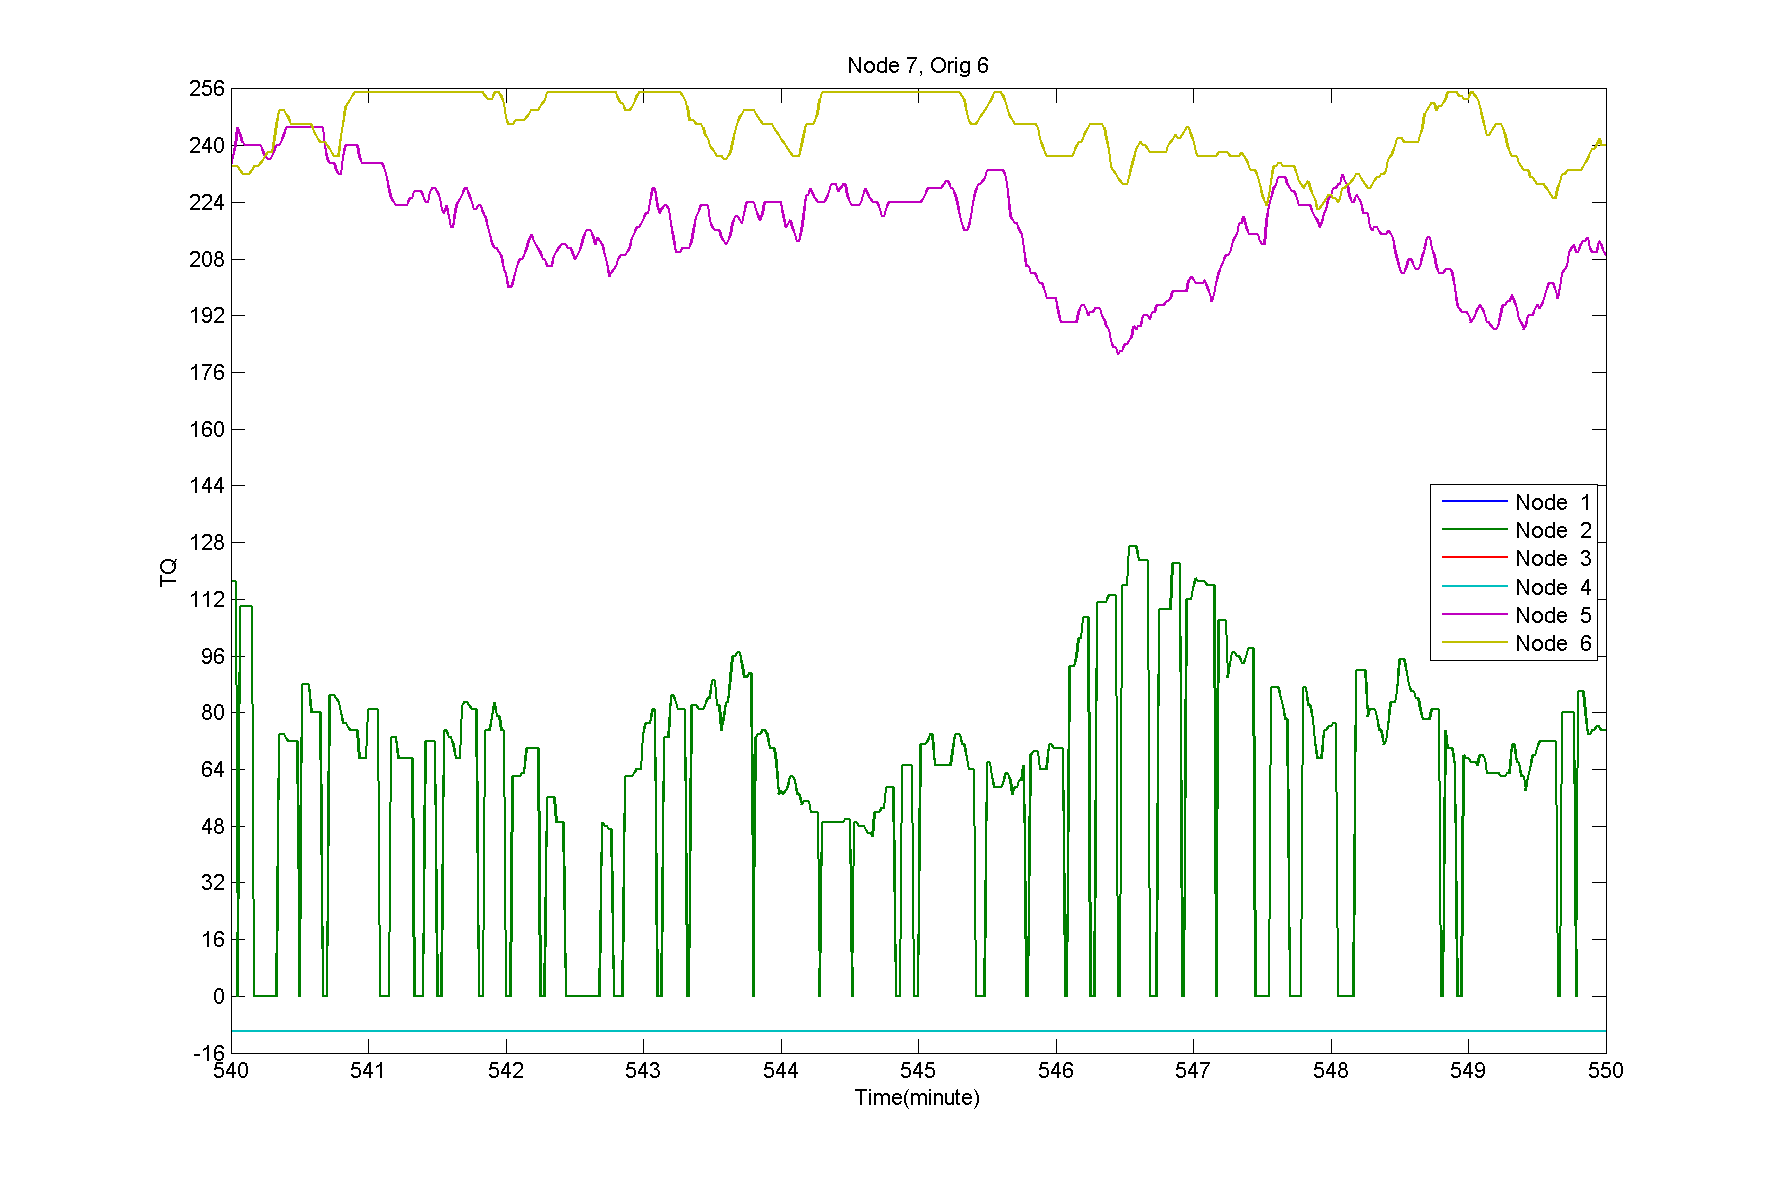 Node 7, Orig 6
256
240
224
208
192
176
160
144
128
112
96
80
64
48
32
16
0
-16
TQ
Node 1
Node 2
Node 3
Node 4
Node 5
Node 6
540 541 542 543 544 545 546 547 548 549 550
Time(minute)